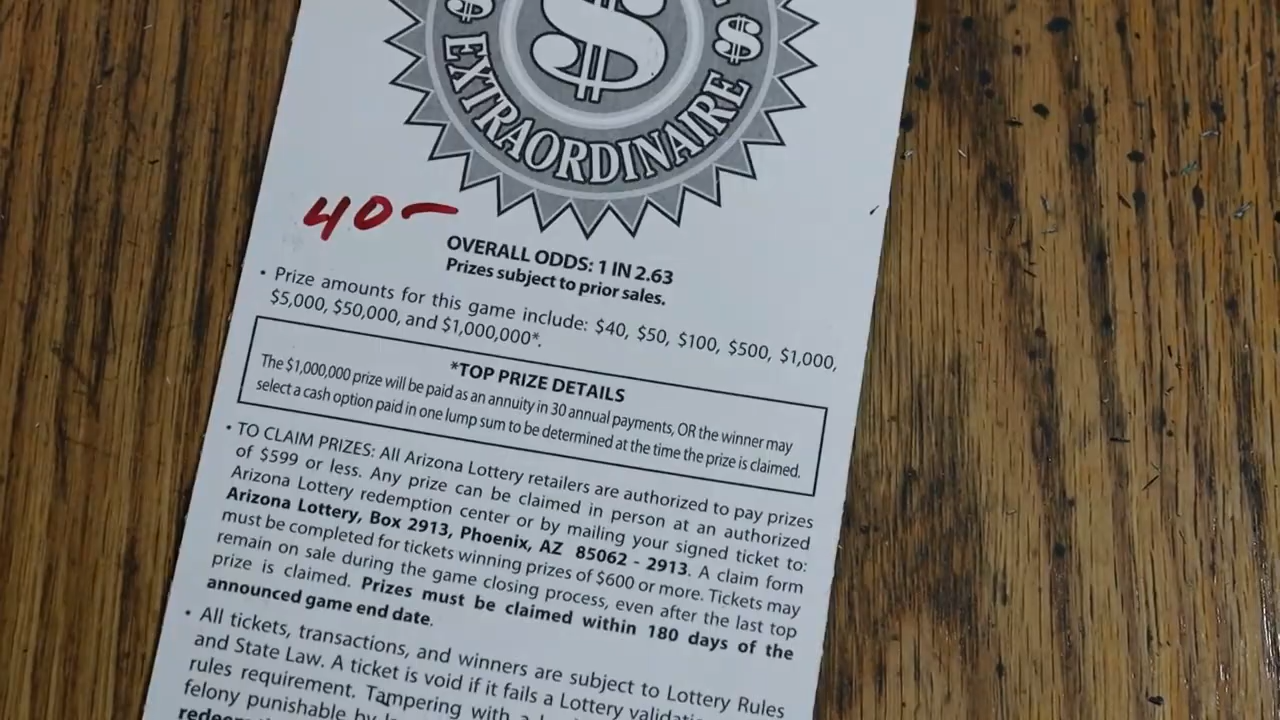 $ $ $
EXTRAORDINAIRE
40-
OVERALL ODDS: 1 IN 2.63
Prizes subject to prior sales.
• Prize amounts for this game include: $40, $50, $100, $500, $1,000,
$5,000, $50,000, and $1,000,000*.
*TOP PRIZE DETAILS
The $1,000,000 prize will be paid as an annuity in 30 annual payments, OR the winner may
select a cash option paid in one lump sum to be determined at the time the prize is claimed.
• TO CLAIM PRIZES: All Arizona Lottery retailers are authorized to pay prizes
of $599 or less. Any prize can be claimed in person at an authorized
Arizona Lottery redemption center or by mailing your signed ticket to:
Arizona Lottery, Box 2913, Phoenix, AZ 85062 - 2913. A claim form
must be completed for tickets winning prizes of $600 or more. Tickets may
remain on sale during the game closing process, even after the last top
prize is claimed. Prizes must be claimed within 180 days of the
announced game end date.
• All tickets, transactions, and winners are subject to Lottery Rules
and State Law. A ticket is void if it fails a Lottery
rules requirement. Tampering with a
felony punishable by